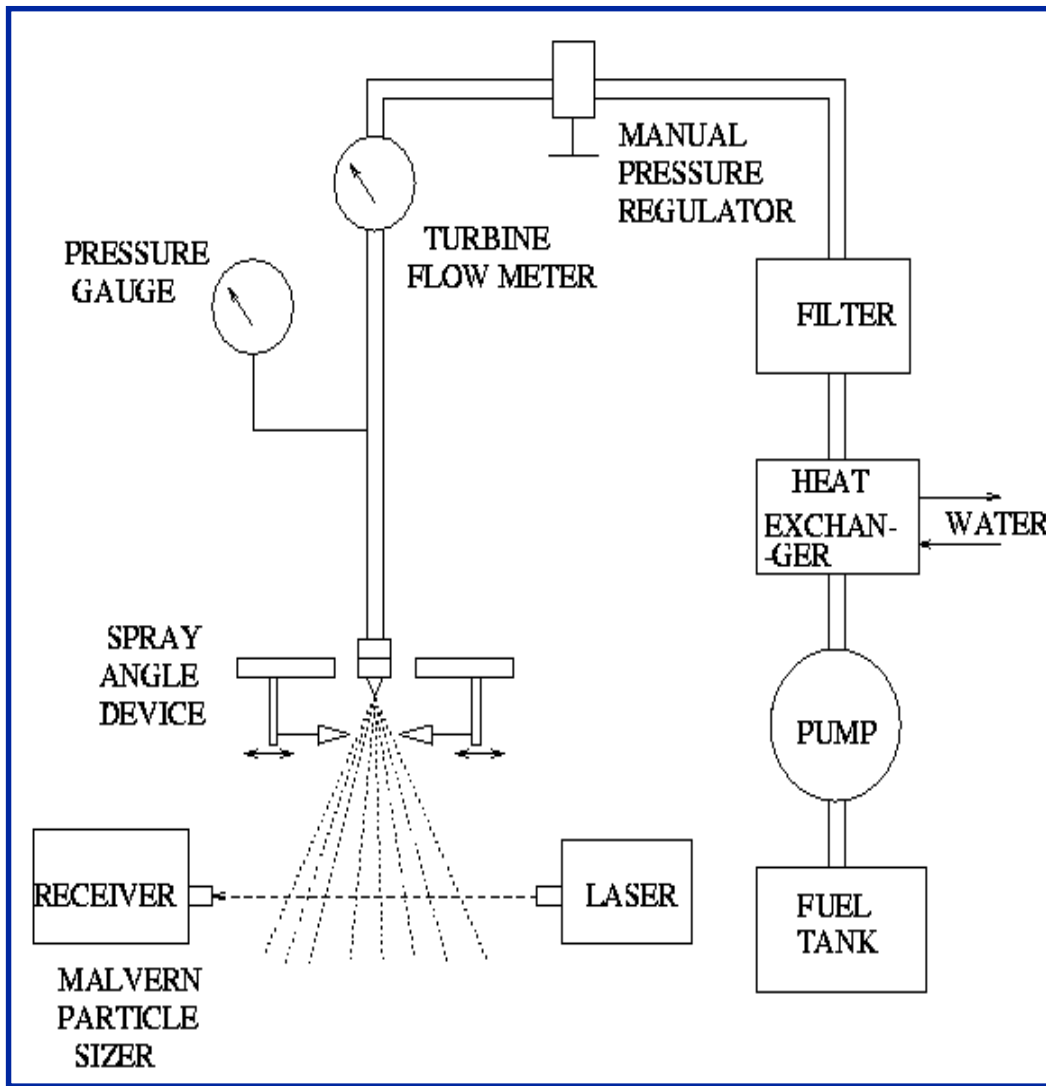 MANUAL
PRESSURE
REGULATOR
TURBINE
FLOW METER
PRESSURE
GAUGE
FILTER
HEAT
EXCHAN-
-GER
WATER
SPRAY
ANGLE
DEVICE
PUMP
RECEIVER
LASER
FUEL
TANK
MALVERN
PARTICLE
SIZER